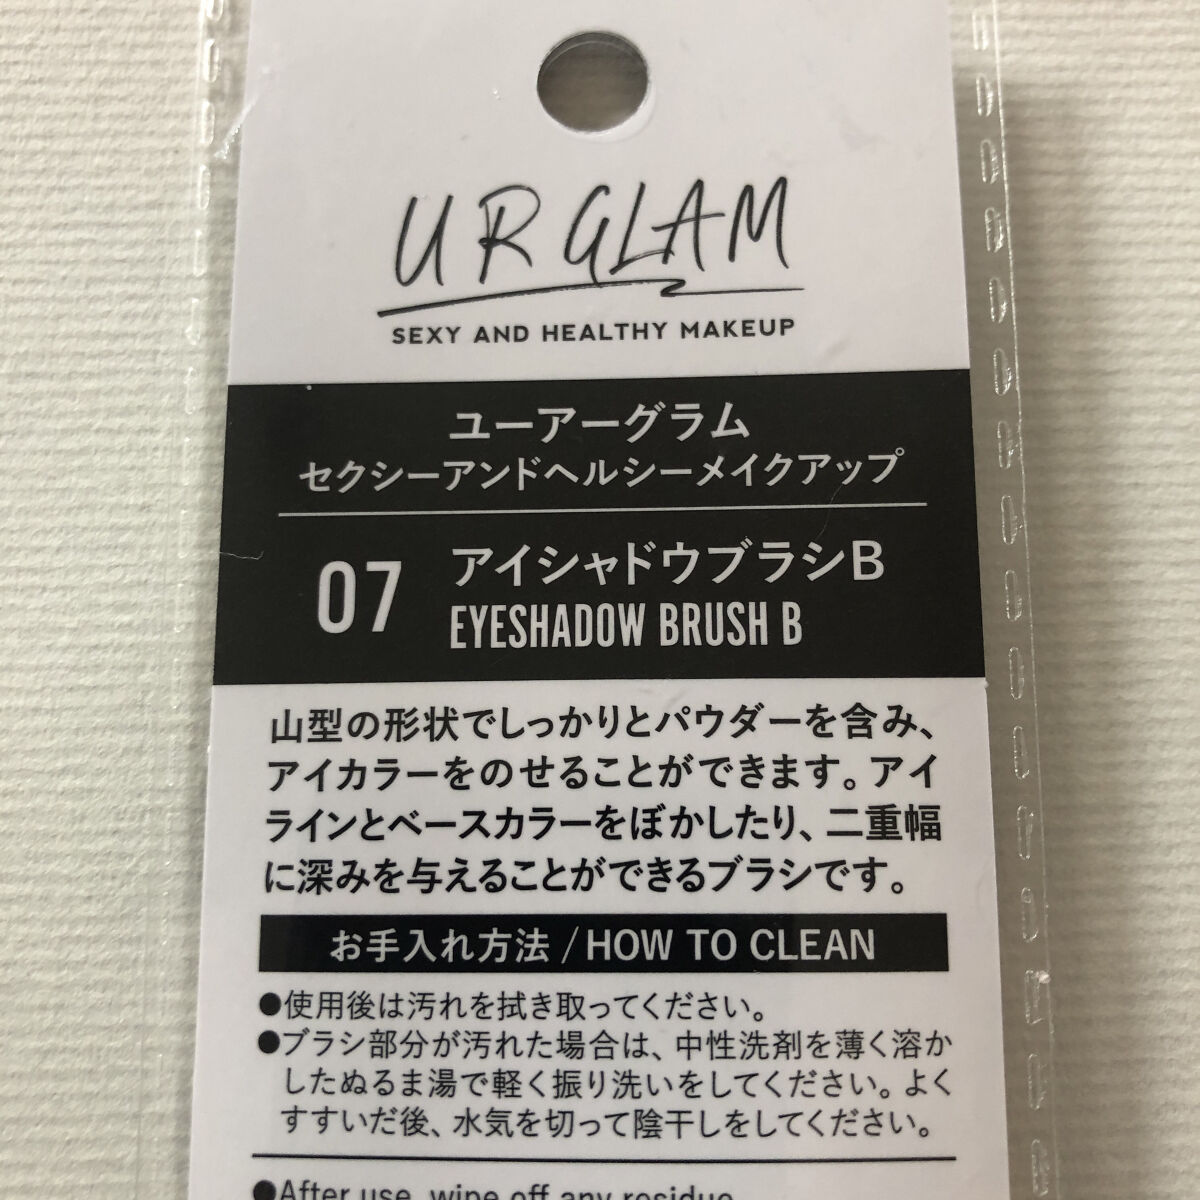 UR GLAM
SEXY AND HEALTHY MAKEUP
ユーアーグラム
セクシーアンドヘルシーメイクアップ
07 アイシャドウブラシB
EYESHADOW BRUSH B
山型の形状でしっかりとパウダーを含み、
アイカラーをのせることができます。アイ
ラインとベースカラーをぼかしたり、二重幅
に深みを与えることができるブラシです。
お手入れ方法 / HOW TO CLEAN
●使用後は汚れを拭き取ってください。
●ブラシ部分が汚れた場合は、中性洗剤を薄く溶か
したぬるま湯で軽く振り洗いをしてください。よく
すすいだ後、水気を切って陰干しをしてください。
●After use, wipe off any residue.